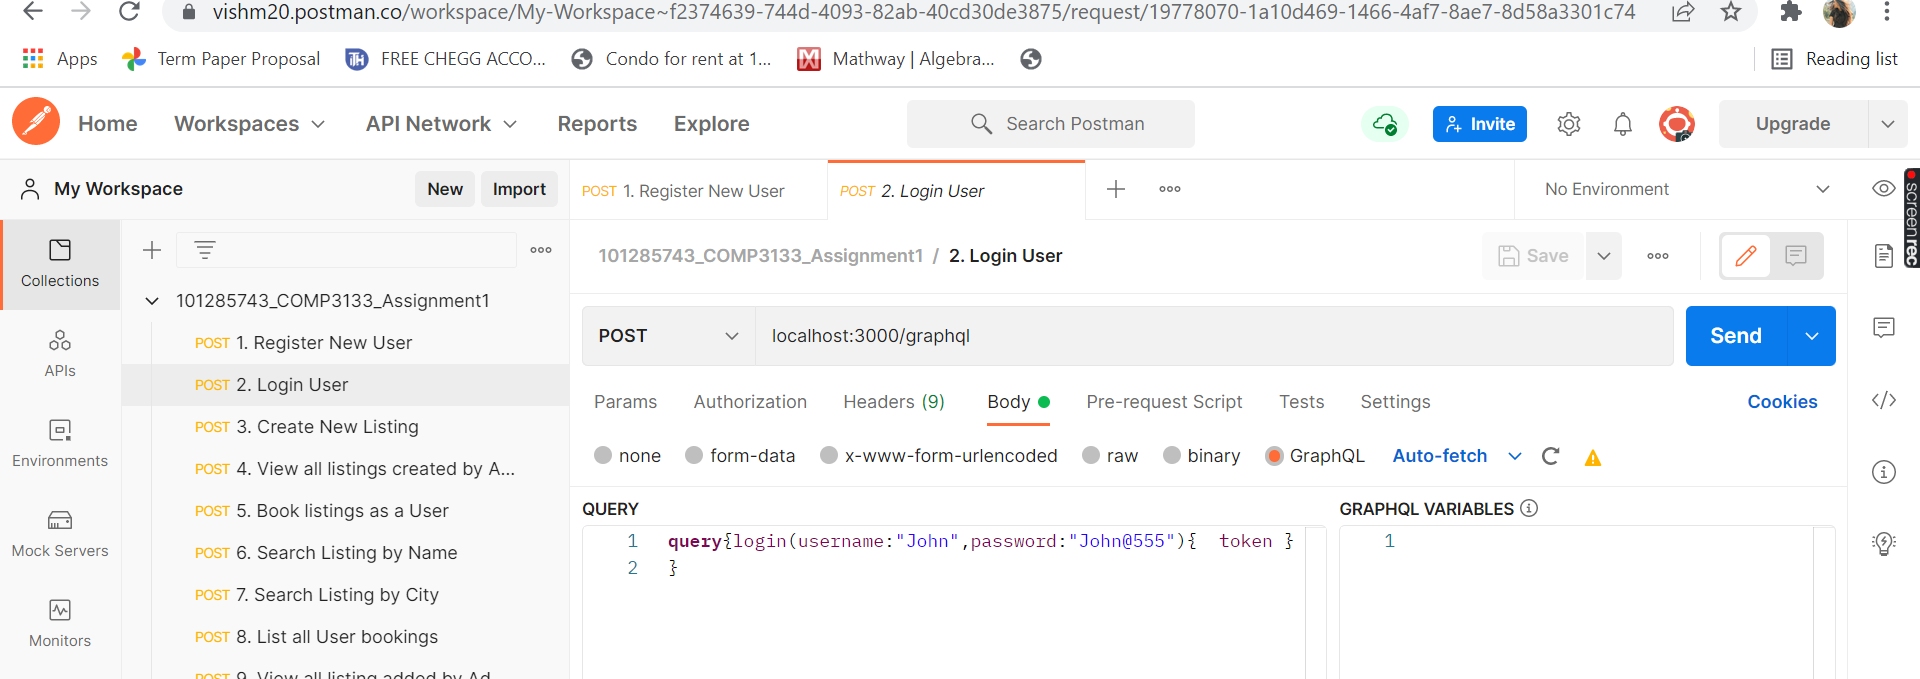 vishm20.postman.co/workspace/My-Workspace~f2374639-744d-4093-82ab-40cd30de3875/request/19778070-1a10d469-1466-4af7-8ae7-8d58a3301c74
Apps Term Paper Proposal FREE CHEGG ACCO... Condo for rent at 1... Mathway | Algebra... Reading list
Home Workspaces API Network Reports Explore Search Postman Invite Upgrade
My Workspace New Import POST 1. Register New User POST 2. Login User No Environment
screenrec
Collections
101285743_COMP3133_Assignment1 / 2. Login User Save
101285743_COMP3133_Assignment1
POST 1. Register New User
POST 2. Login User
POST 3. Create New Listing
POST 4. View all listings created by A...
POST 5. Book listings as a User
POST 6. Search Listing by Name
POST 7. Search Listing by City
POST 8. List all User bookings
POST 9. View all listing added by Ad
APIs
Environments
Mock Servers
Monitors
POST localhost:3000/graphql Send
Params Authorization Headers (9) Body Pre-request Script Tests Settings Cookies
none form-data x-www-form-urlencoded raw binary GraphQL Auto-fetch
QUERY GRAPHQL VARIABLES
1 query{login(username:"John",password:"John@555"){  token }
2 }
1